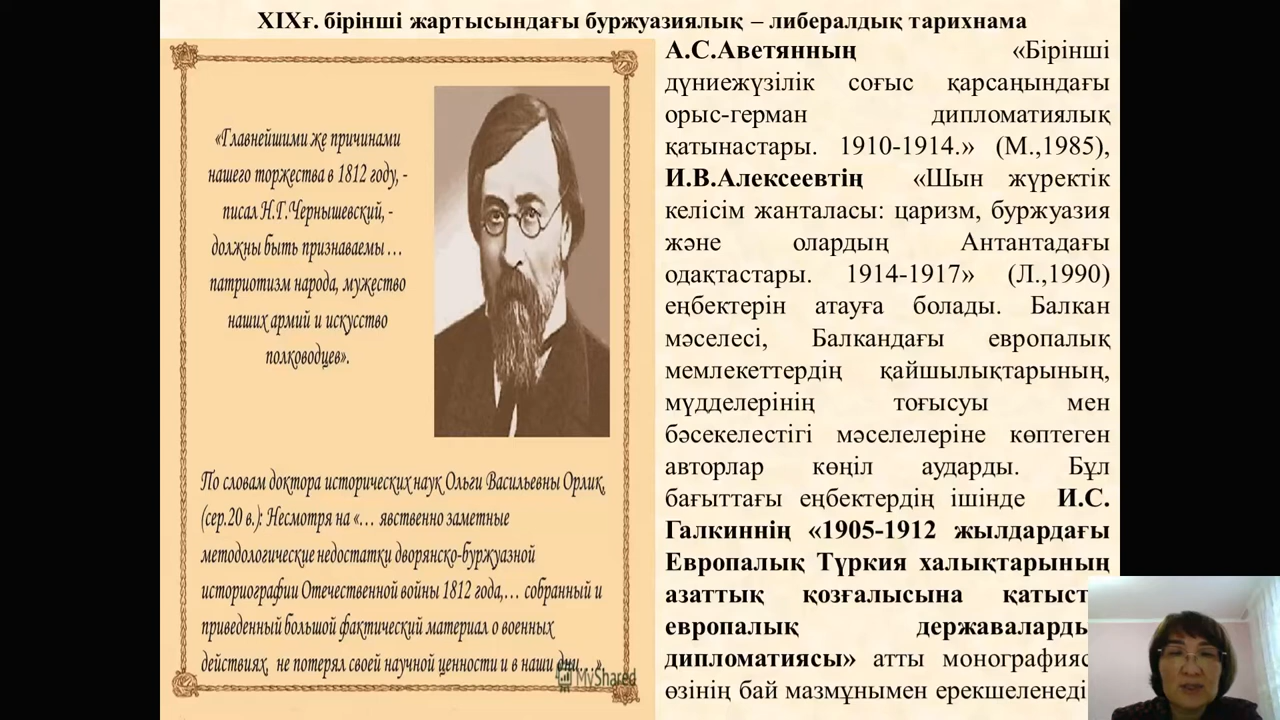 XIXғ. бірінші жартысындағы буржуазиялық – либералдық тарихнама
«Главнейшими же причинами
нашего торжества в 1812 году, -
писал Н.Г.Чернышевский, -
должны быть признаваемы …
патриотизм народа, мужество
наших армий и искусство
полководцев».
По словам доктора исторических наук Ольги Васильевны Орлик,
(сер.20 в.): Несмотря на «… явственно заметные
методологические недостатки дворянско-буржуазной
историографии Отечественной войны 1812 года,… собранный и
приведенный большой фактический материал о военных
действиях, не потерял своей научной ценности и в наши дни…».
MyShared
А.С.Аветянның «Бірінші
дүниежүзілік соғыс қарсаңындағы
орыс-герман дипломатиялық
қатынастары. 1910-1914.» (М.,1985),
И.В.Алексеевтің «Шын жүректік
келісім жанталасы: царизм, буржуазия
және олардың Антантадағы
одақтастары. 1914-1917» (Л.,1990)
еңбектерін атауға болады. Балкан
мәселесі, Балкандағы европалық
мемлекеттердің қайшылықтарының,
мүдделерінің тоғысуы мен
бәсекелестігі мәселелеріне көптеген
авторлар көңіл аударды. Бұл
бағыттағы еңбектердің ішінде И.С.
Галкиннің «1905-1912 жылдардағы
Европалық Түркия халықтарының
азаттық қозғалысына қатыст
европалық державаларды
дипломатиясы» атты монографияс
өзінің бай мазмұнымен ерекшеленеді